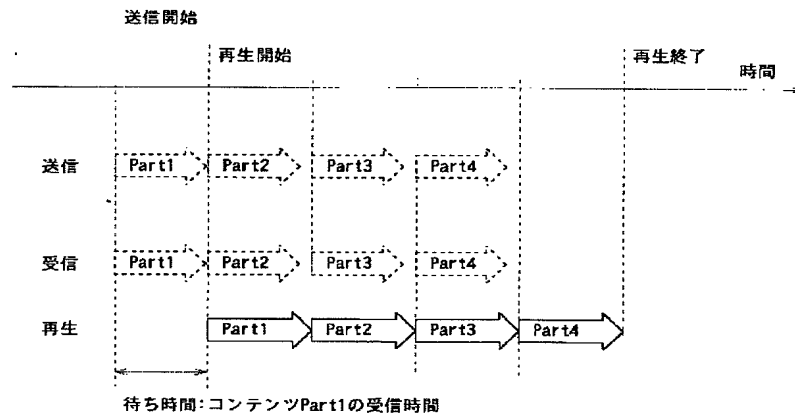 送信開始
再生開始
再生終了
時間
送信 Part1 Part2 Part3 Part4
受信 Part1 Part2 Part3 Part4
再生 Part1 Part2 Part3 Part4
待ち時間:コンテンツPart1の受信時間